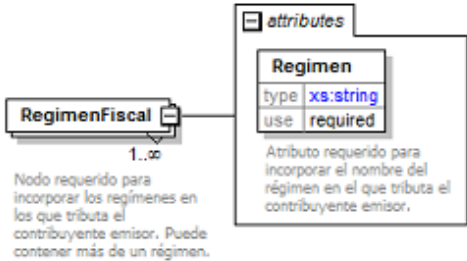 attributes
Regimen
type xs:string
use required
RegimenFiscal
1..∞
Atributo requerido para
incorporar el nombre del
régimen en el que tributa el
contribuyente emisor.
Nodo requerido para
incorporar los regímenes en
los que tributa el
contribuyente emisor. Puede
contener más de un régimen.